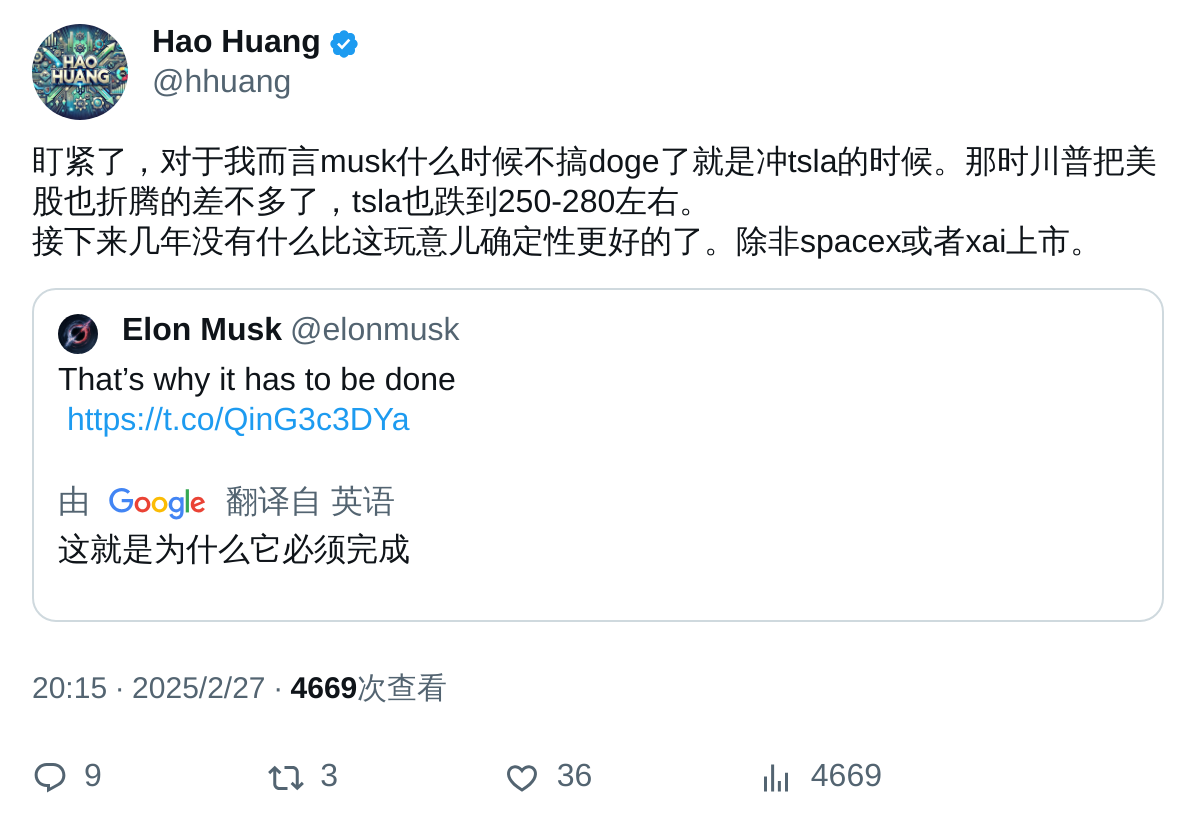 HAO
HUANG
Hao Huang
@hhuang
盯紧了，对于我而言musk什么时候不搞doge了就是冲tsla的时候。那时川普把美
股也折腾的差不多了，tsla也跌到250-280左右。
接下来几年没有什么比这玩意儿确定性更好的了。除非spacex或者xai上市。
Elon Musk @elonmusk
That’s why it has to be done
https://t.co/QinG3c3DYa
由 Google 翻译自 英语
这就是为什么它必须完成
20:15 · 2025/2/27 · 4669次查看
9 3 36 4669